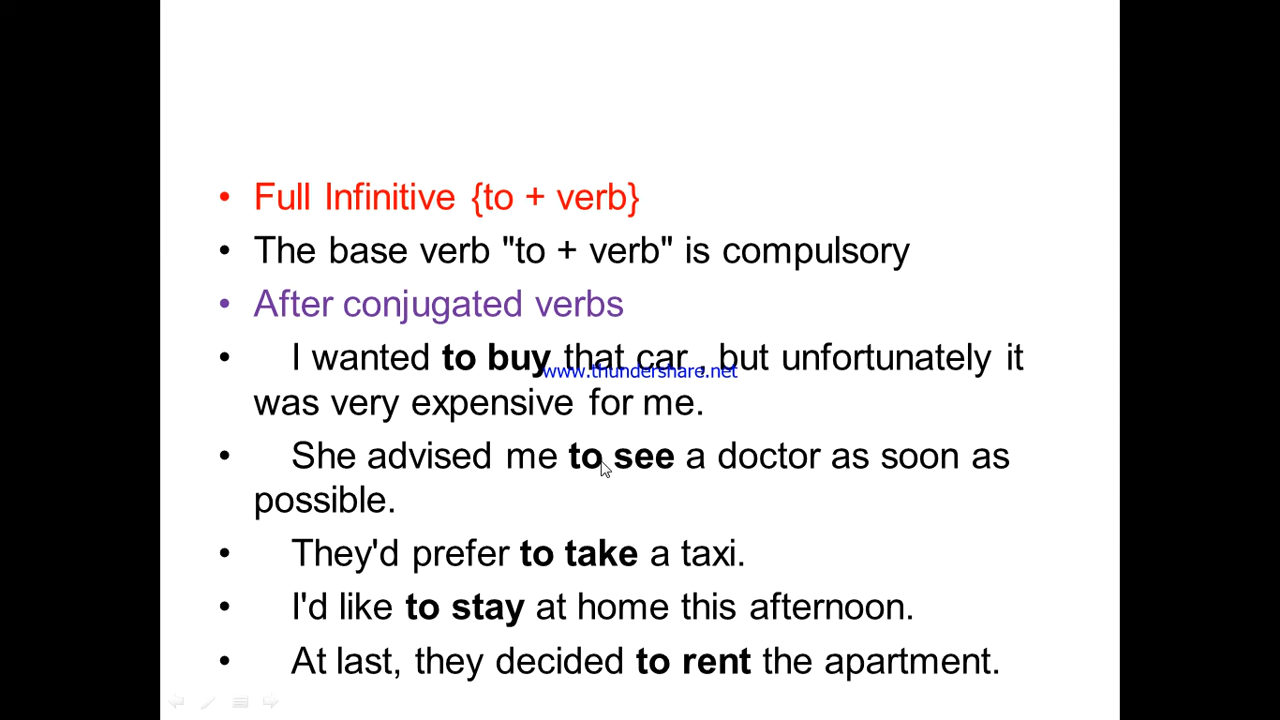 • Full Infinitive {to + verb}
• The base verb "to + verb" is compulsory
• After conjugated verbs
• I wanted to buy that car , but unfortunately it
was very expensive for me.
www.thundershare.net
• She advised me to see a doctor as soon as
possible.
• They'd prefer to take a taxi.
• I'd like to stay at home this afternoon.
• At last, they decided to rent the apartment.